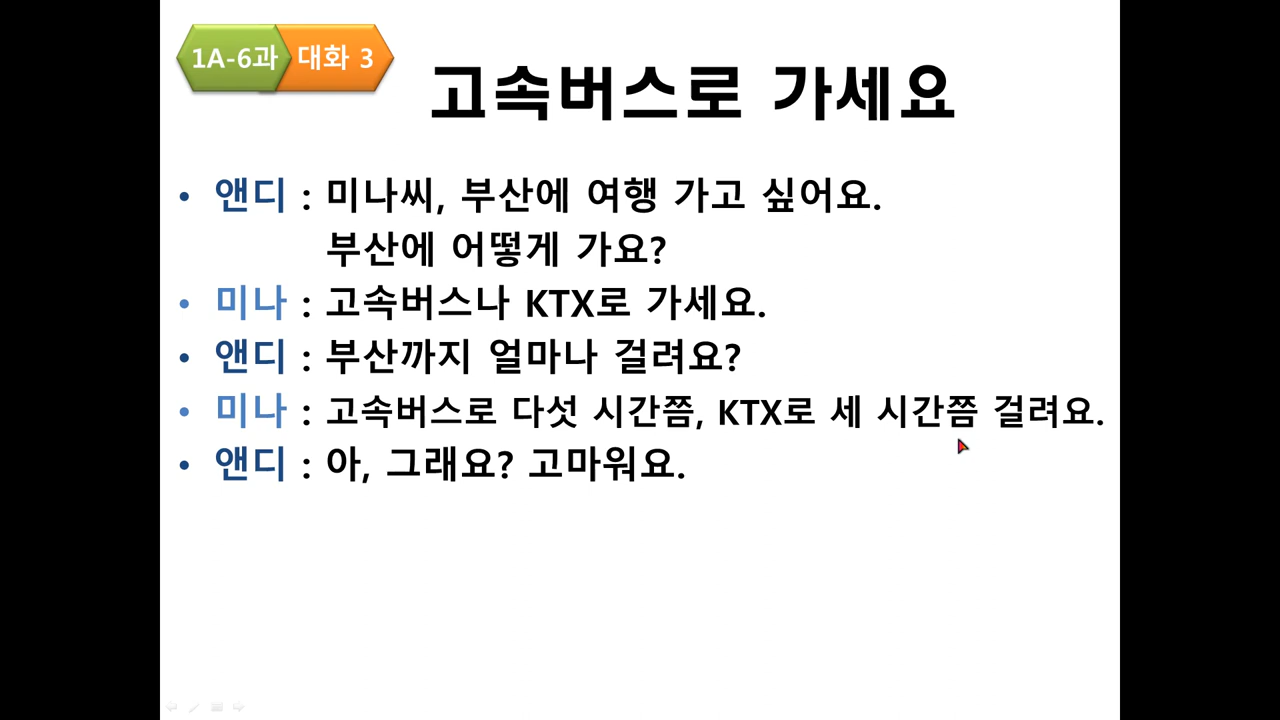 1A-6과 대화 3
고속버스로 가세요
• 앤디 : 미나씨, 부산에 여행 가고 싶어요.
부산에 어떻게 가요?
• 미나 : 고속버스나 KTX로 가세요.
• 앤디 : 부산까지 얼마나 걸려요?
• 미나 : 고속버스로 다섯 시간쯤, KTX로 세 시간쯤 걸려요.
• 앤디 : 아, 그래요? 고마워요.